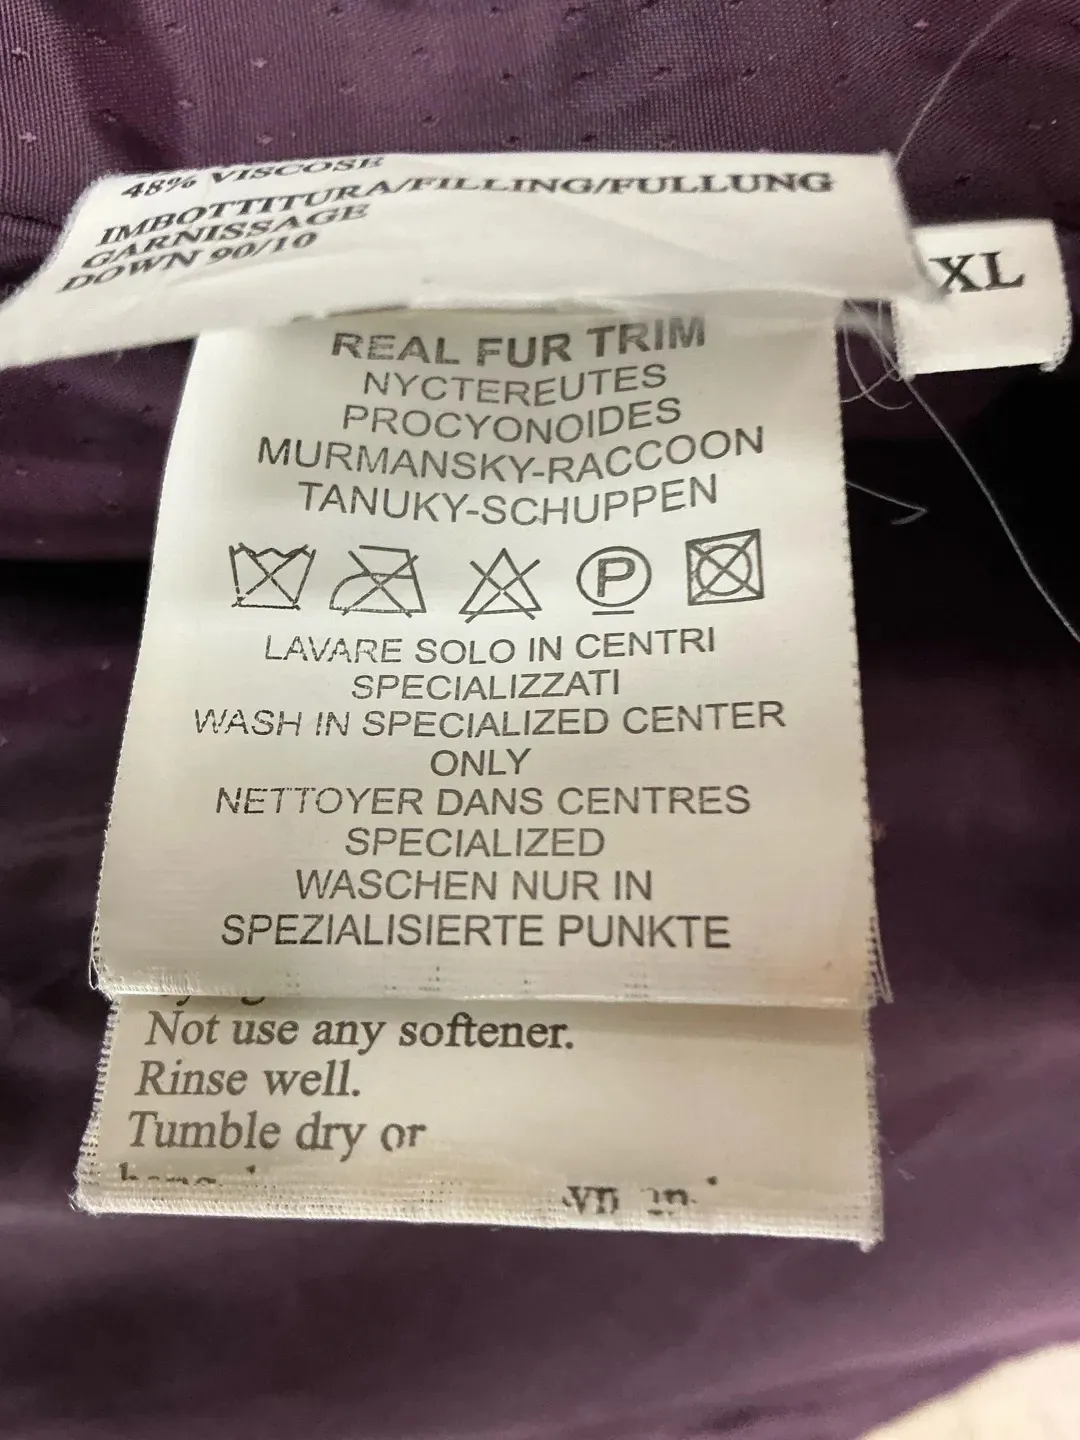 48% VISCOSE
IMBOTTITURA/FILLING/FULLUNG
GARNISSAGE
DOWN 90/10
XL
REAL FUR TRIM
NYCTEREUTES
PROCYONOIDES
MURMANSKY-RACCOON
TANUKY-SCHUPPEN
P
LAVARE SOLO IN CENTRI
SPECIALIZZATI
WASH IN SPECIALIZED CENTER
ONLY
NETTOYER DANS CENTRES
SPECIALIZED
WASCHEN NUR IN
SPEZIALISIERTE PUNKTE
Not use any softener.
Rinse well.
Tumble dry or